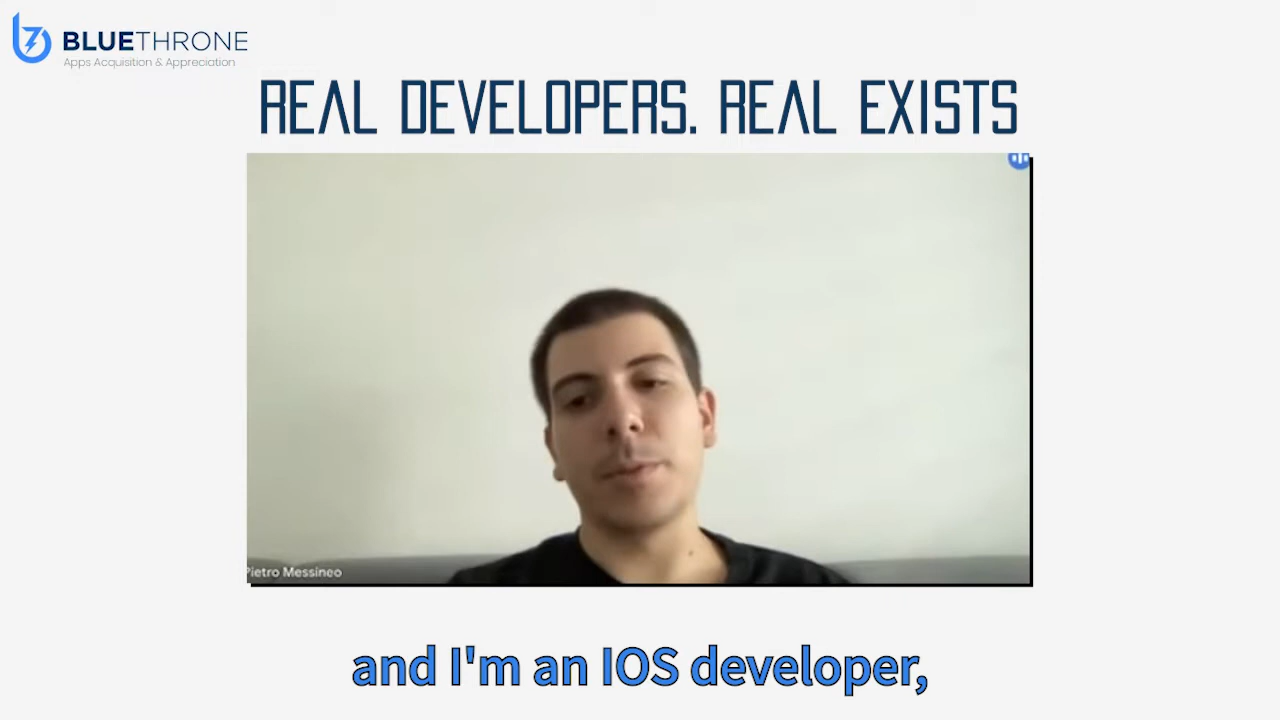 BLUETHRONE
Apps Acquisition & Appreciation
REAL DEVELOPERS. REAL EXISTS
Pietro Messineo
and I'm an IOS developer,